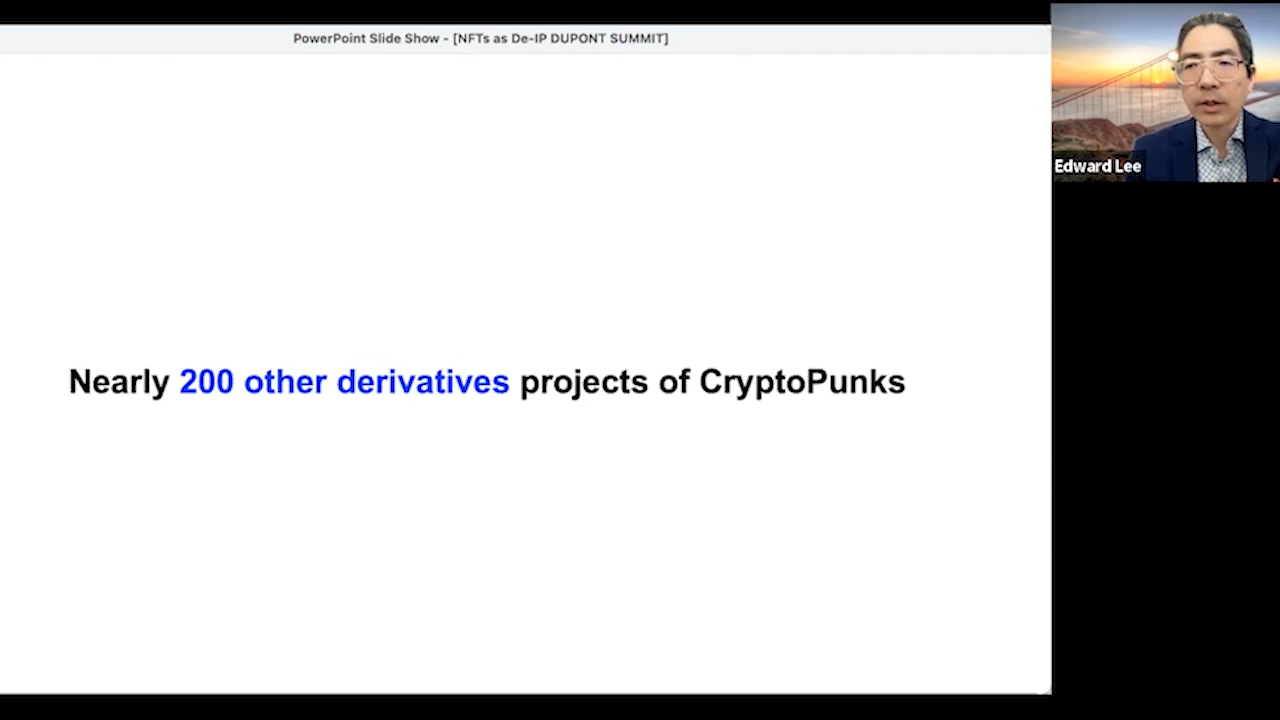 PowerPoint Slide Show - [NFTs as De-IP DUPONT SUMMIT]
Edward Lee
Nearly 200 other derivatives projects of CryptoPunks